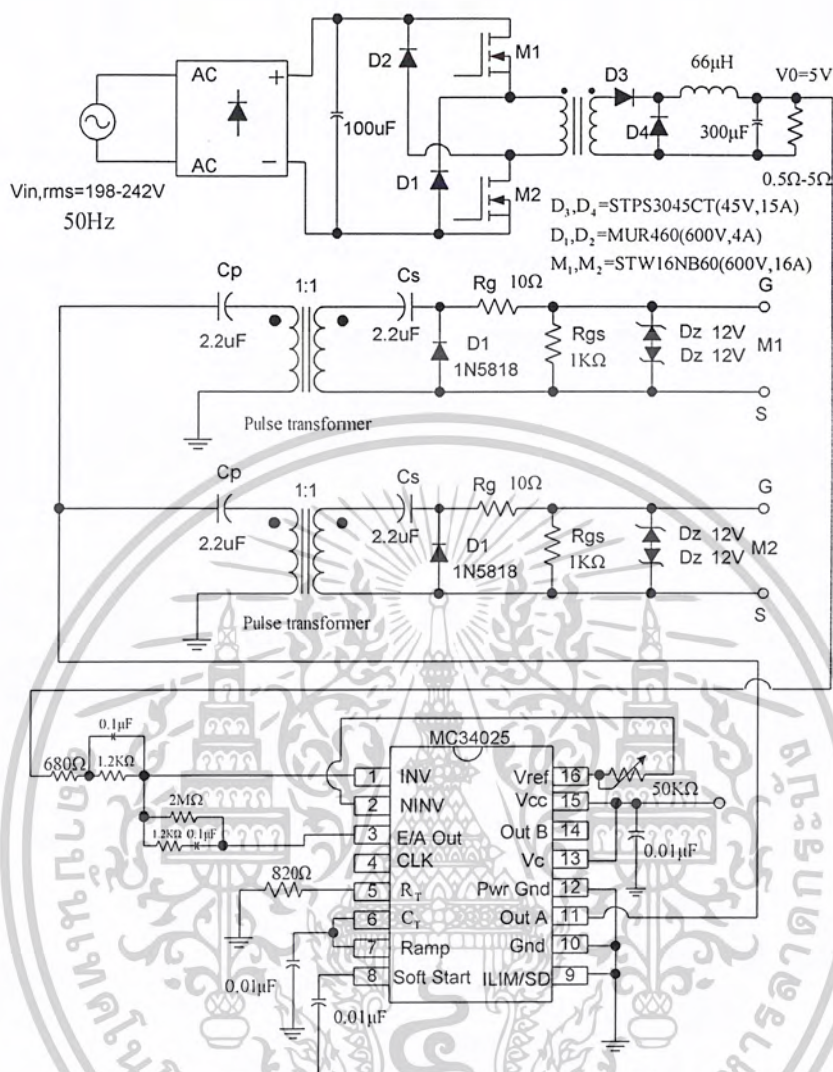 D2
M1
AC
+
AC
−
100uF
D1
M2
D3
D4
66μH
V0=5V
300μF
0.5Ω-5Ω
Vin,rms=198-242V
50Hz
D3,D4=STPS3045CT(45V,15A)
D1,D2=MUR460(600V,4A)
M1,M2=STW16NB60(600V,16A)
Cp
1:1
Cs
Rg 10Ω
G
2.2uF
2.2uF
D1
1N5818
Rgs
1KΩ
Dz 12V
Dz 12V
M1
S
Pulse transformer
Cp
1:1
Cs
Rg 10Ω
G
2.2uF
2.2uF
D1
1N5818
Rgs
1KΩ
Dz 12V
Dz 12V
M2
S
Pulse transformer
0.1μF
680Ω
1.2KΩ
2MΩ
1.2KΩ
0.1μF
820Ω
0.01μF
0.01μF
MC34025
1 INV
2 NINV
3 E/A Out
4 CLK
5 RT
6 CT
7 Ramp
8 Soft Start
Vref 16
Vcc 15
Out B 14
Vc 13
Pwr Gnd 12
Out A 11
Gnd 10
ILIM/SD 9
50KΩ
0.01μF